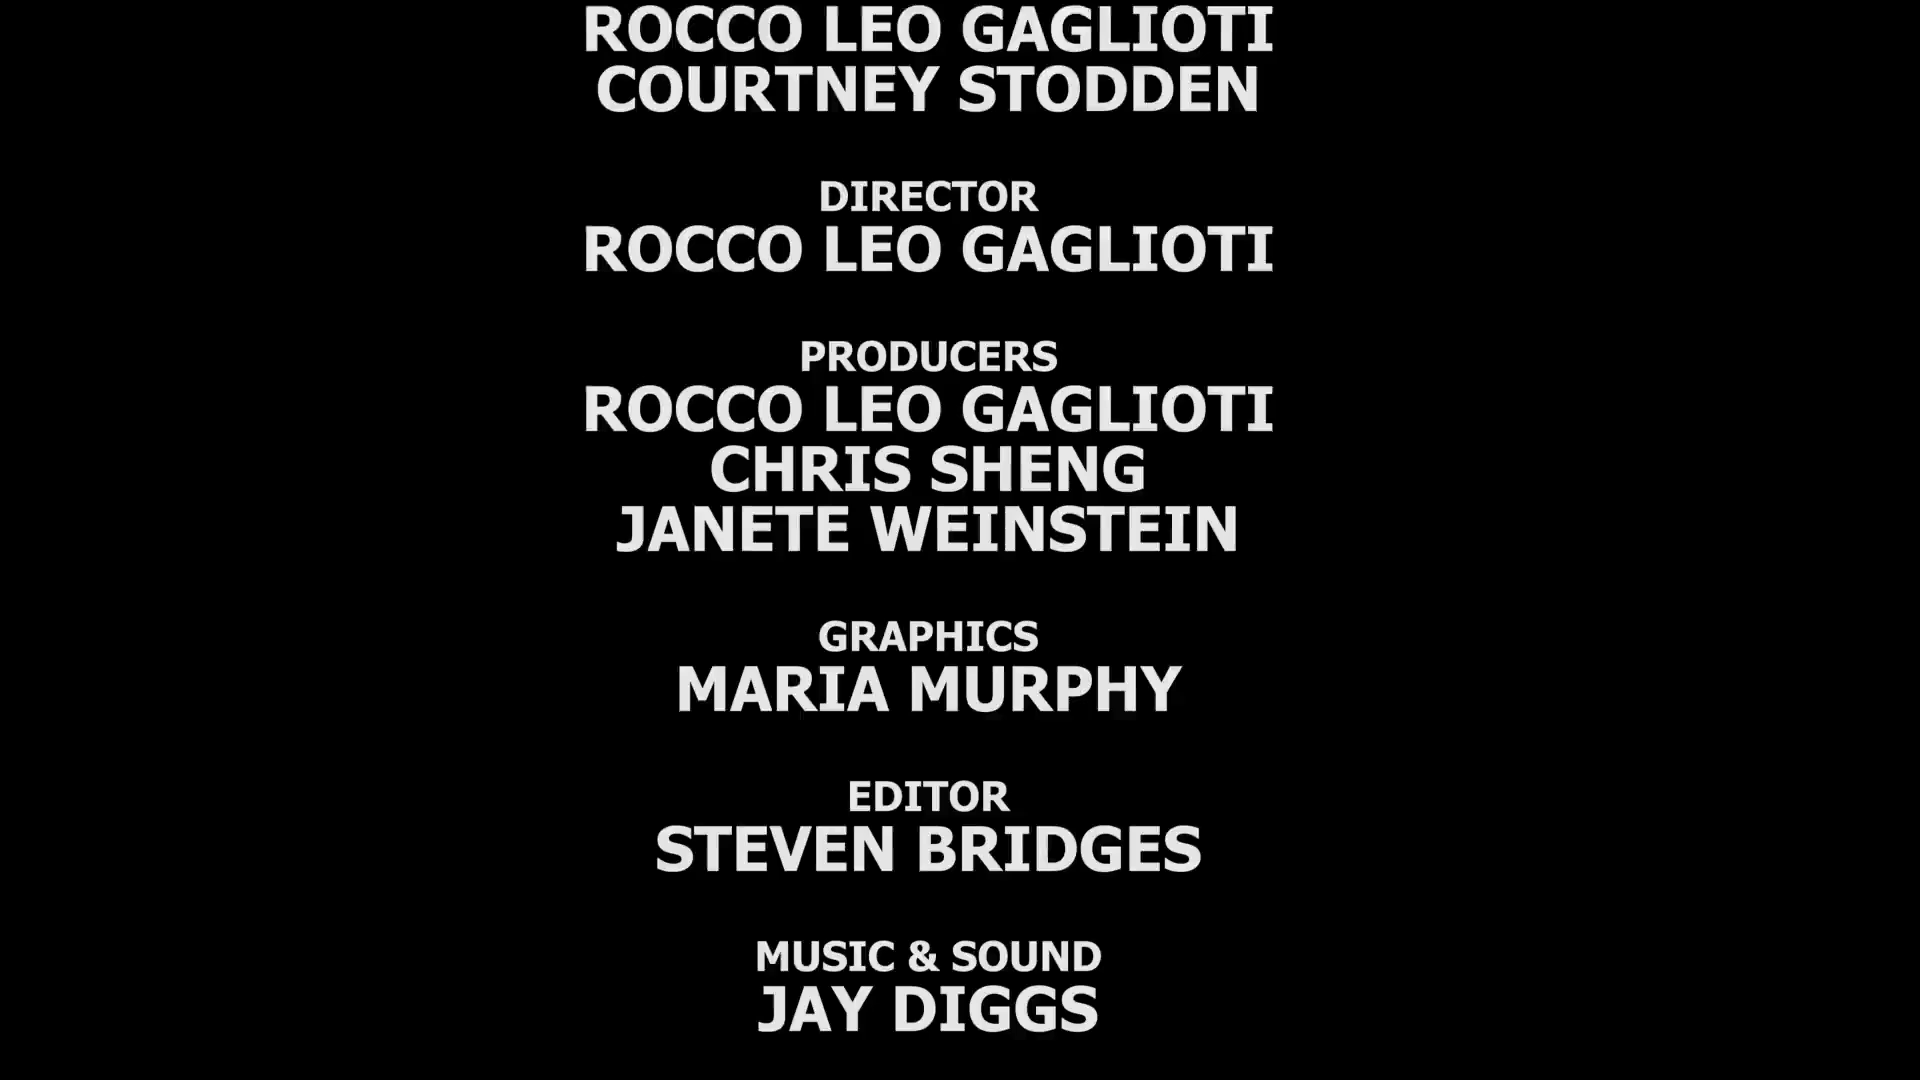 ROCCO LEO GAGLIOTI
COURTNEY STODDEN
DIRECTOR
ROCCO LEO GAGLIOTI
PRODUCERS
ROCCO LEO GAGLIOTI
CHRIS SHENG
JANETE WEINSTEIN
GRAPHICS
MARIA MURPHY
EDITOR
STEVEN BRIDGES
MUSIC & SOUND
JAY DIGGS